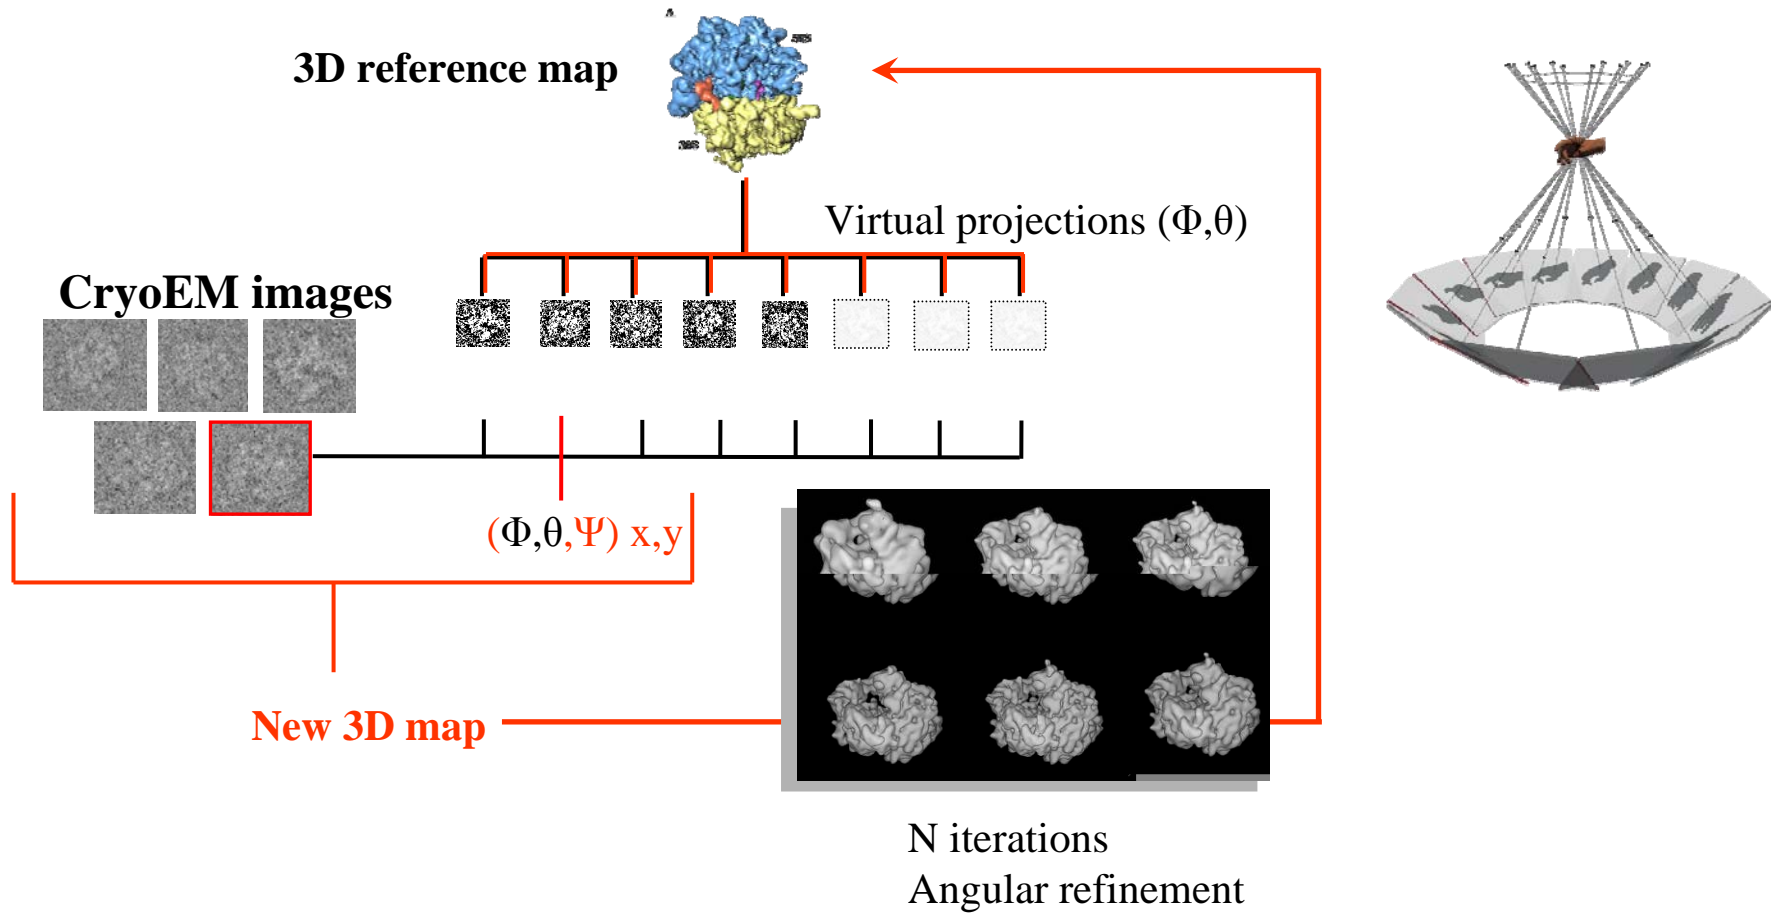 3D reference map
Virtual projections (Φ,θ)
CryoEM images
(Φ,θ,Ψ) x,y
New 3D map
N iterations
Angular refinement